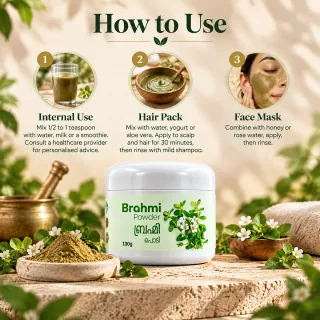 How to Use
1
Internal Use
Mix 1/2 to 1 teaspoon
with water, milk or a smoothie.
Consult a healthcare provider
for personalised advice.
2
Hair Pack
Mix with water, yogurt or
aloe vera. Apply to scalp
and hair for 30 minutes,
then rinse with mild shampoo.
3
Face Mask
Combine with honey or
rose water, apply,
then rinse.
Brahmi
Powder
ബ്രഹ്മി
പൊടി
100g